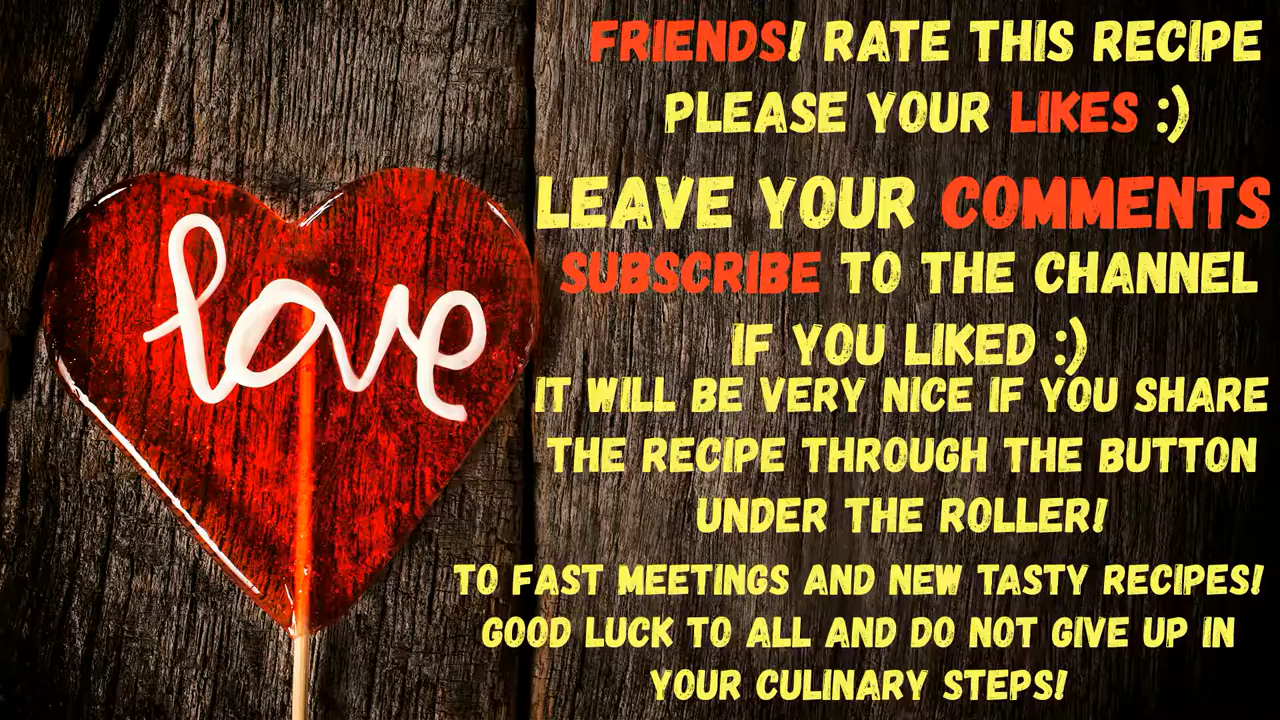 FRIENDS! RATE THIS RECIPE
PLEASE YOUR LIKES :)
LEAVE YOUR COMMENTS
SUBSCRIBE TO THE CHANNEL
IF YOU LIKED :)
IT WILL BE VERY NICE IF YOU SHARE
THE RECIPE THROUGH THE BUTTON
UNDER THE ROLLER!
TO FAST MEETINGS AND NEW TASTY RECIPES!
GOOD LUCK TO ALL AND DO NOT GIVE UP IN
YOUR CULINARY STEPS!
love